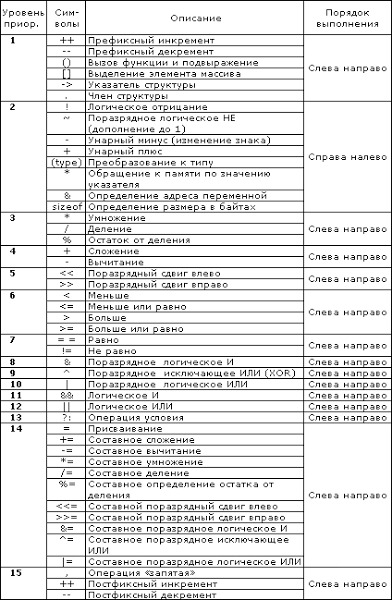 Уровень приор. Сим-волы Описание Порядок выполнения
1 ++ Префиксный инкремент Слева направо
-- Префиксный декремент
() Вызов функции и подвыражение
[] Выделение элемента массива
-> Указатель структуры
. Член структуры
2 ! Логическое отрицание Справа налево
~ Поразрядное логическое НЕ
(дополнение до 1)
- Унарный минус (изменение знака)
+ Унарный плюс
(type) Преобразование к типу
* Обращение к памяти по значению
указателя
& Определение адреса переменной
sizeof Определение размера в байтах
3 * Умножение Слева направо
/ Деление
% Остаток от деления
4 + Сложение Слева направо
- Вычитание
5 << Поразрядный сдвиг влево Слева направо
>> Поразрядный сдвиг вправо
6 < Меньше Слева направо
<= Меньше или равно
> Больше
>= Больше или равно
7 = = Равно Слева направо
!= Не равно
8 & Поразрядное логическое И Слева направо
9 ^ Поразрядное исключающее ИЛИ (XOR) Слева направо
10 | Поразрядное логическое ИЛИ Слева направо
11 && Логическое И Слева направо
12 || Логическое ИЛИ Слева направо
13 ?: Операция условия Слева направо
14 = Присваивание Слева направо
+= Составное сложение
-= Составное вычитание
*= Составное умножение
/= Составное деление
%= Составное определение остатка от
деления
<<= Составной поразрядный сдвиг влево
>>= Составной поразрядный сдвиг вправо
&= Составное поразрядное логическое И
^= Составное поразрядное исключающее
ИЛИ
|= Составное поразрядное логическое ИЛИ
15 , Операция «запятая» Слева направо
++ Постфиксный инкремент
-- Постфиксный декремент